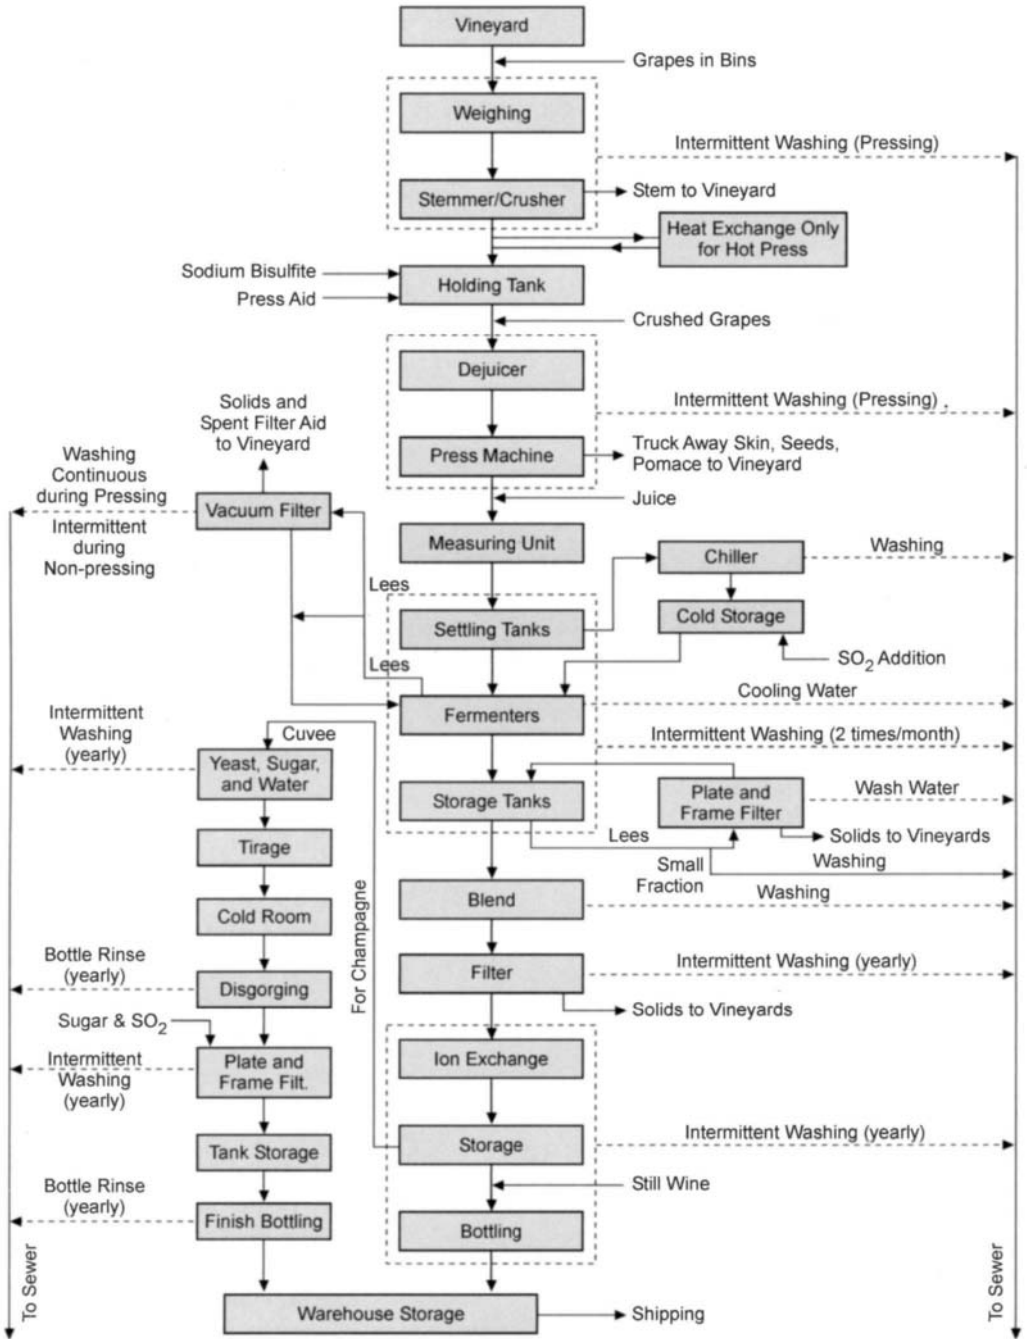 Vineyard
Grapes in Bins
Weighing
Intermittent Washing (Pressing)
Stemmer/Crusher
Stem to Vineyard
Heat Exchange Only
for Hot Press
Sodium Bisulfite
Press Aid
Holding Tank
Crushed Grapes
Dejuicer
Intermittent Washing (Pressing)
Press Machine
Truck Away Skin, Seeds,
Pomace to Vineyard
Juice
Solids and
Spent Filter Aid
to Vineyard
Washing
Continuous
during Pressing
Intermittent
during
Non-pressing
Vacuum Filter
Measuring Unit
Chiller
Washing
Lees
Settling Tanks
Cold Storage
SO2 Addition
Lees
Fermenters
Cooling Water
Intermittent Washing (2 times/month)
Intermittent
Washing
(yearly)
Cuvee
Yeast, Sugar,
and Water
Storage Tanks
Plate and
Frame Filter
Wash Water
Solids to Vineyards
Lees
Small
Fraction
Washing
Tirage
Blend
Washing
Cold Room
For Champagne
Filter
Intermittent Washing (yearly)
Solids to Vineyards
Bottle Rinse
(yearly)
Disgorging
Sugar & SO2
Intermittent
Washing
(yearly)
Plate and
Frame Filt.
Ion Exchange
Tank Storage
Storage
Intermittent Washing (yearly)
Still Wine
Bottle Rinse
(yearly)
Finish Bottling
Bottling
To Sewer
Warehouse Storage
Shipping
To Sewer